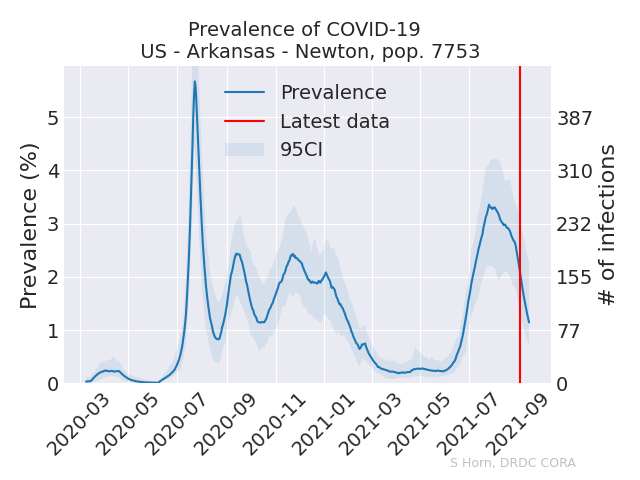 Prevalence of COVID-19
US - Arkansas - Newton, pop. 7753
Prevalence
Latest data
95CI
Prevalence (%)
5
4
3
2
1
0
387
310
232
155
77
0
# of infections
2020-03
2020-05
2020-07
2020-09
2020-11
2021-01
2021-03
2021-05
2021-07
2021-09
S Horn, DRDC CORA